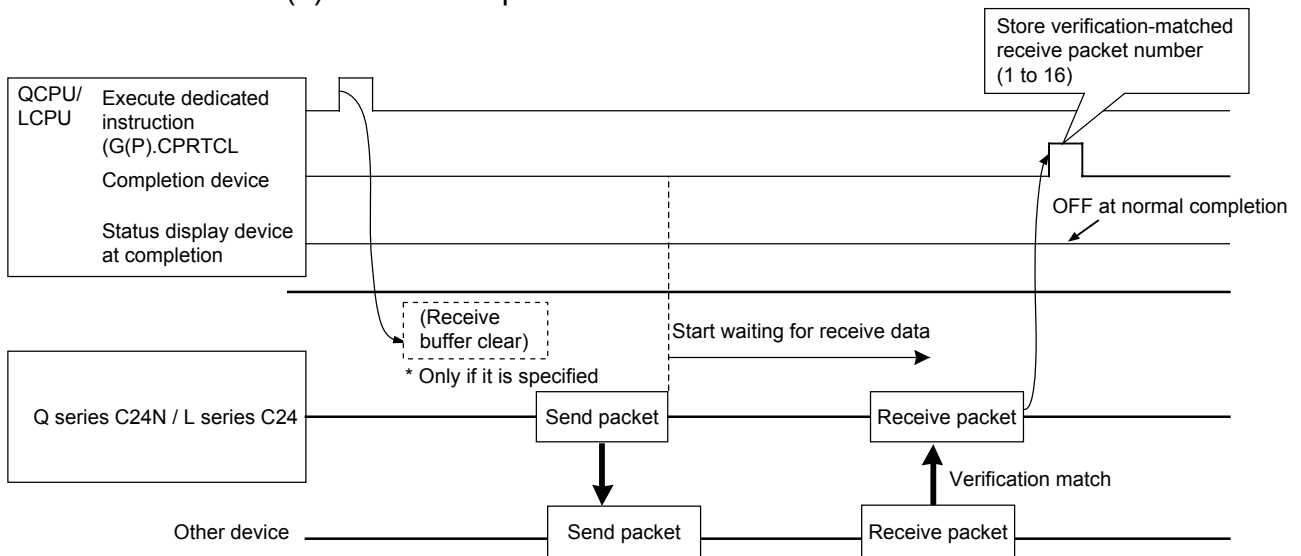 Store verification-matched
receive packet number
(1 to 16)
QCPU/
LCPU
Execute dedicated
instruction
(G(P).CPRTCL
Completion device
OFF at normal completion
Status display device
at completion
(Receive
buffer clear)
Start waiting for receive data
* Only if it is specified
Q series C24N / L series C24
Send packet
Receive packet
Verification match
Other device
Send packet
Receive packet